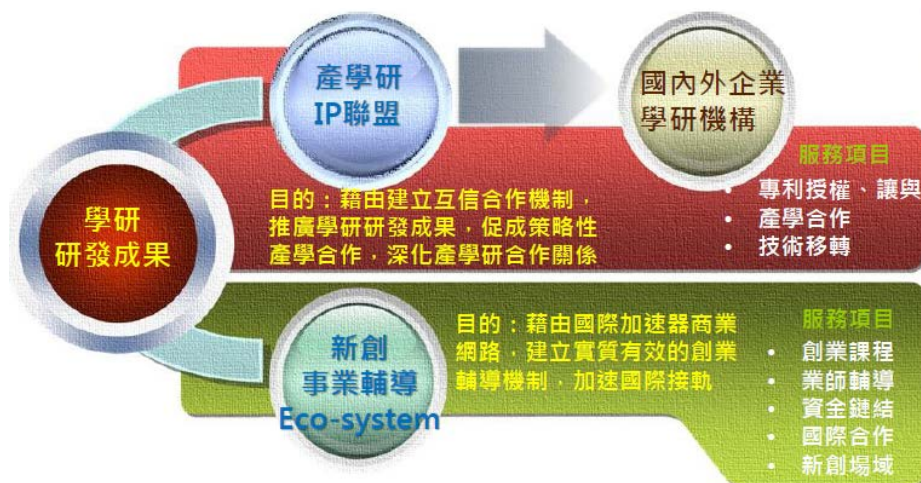 學研
研發成果
產學研
IP聯盟
國內外企業
學研機構
目的：藉由建立互信合作機制，
推廣學研研發成果，促成策略性
產學合作，深化產學研合作關係
服務項目
• 專利授權、讓與
• 產學合作
• 技術移轉
新創
事業輔導
Eco-system
目的：藉由國際加速器商業
網路，建立實質有效的創業
輔導機制，加速國際接軌
服務項目
• 創業課程
• 業師輔導
• 資金鏈結
• 國際合作
• 新創場域